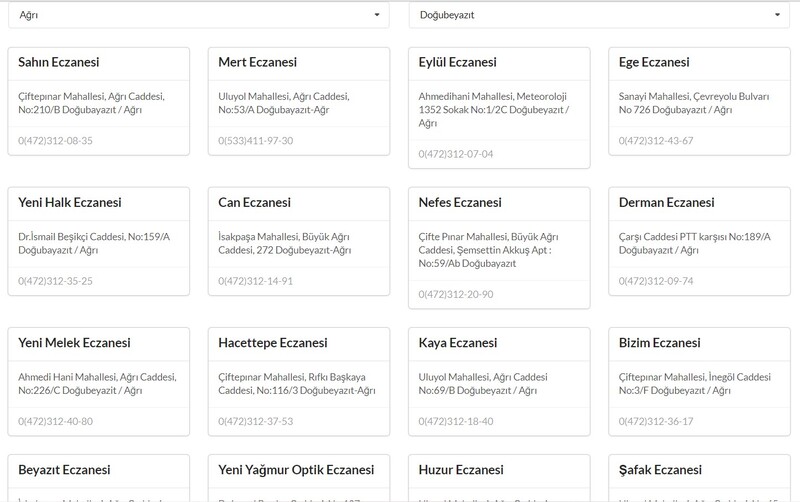 Ağrı
Doğubeyazıt
Sahın Eczanesi
Çiftepınar Mahallesi, Ağrı Caddesi,
No:210/B Doğubayazıt / Ağrı
0(472)312-08-35
Mert Eczanesi
Uluyol Mahallesi, Ağrı Caddesi,
No:53/A Doğubayazıt-Ağr
0(533)411-97-30
Eylül Eczanesi
Ahmedihani Mahallesi, Meteoroloji
1352 Sokak No:1/2C Doğubeyazıt /
Ağrı
0(472)312-07-04
Ege Eczanesi
Sanayi Mahallesi, Çevreyolu Bulvarı
No 726 Doğubayazıt / Ağrı
0(472)312-43-67
Yeni Halk Eczanesi
Dr.İsmail Beşikçi Caddesi, No:159/A
Doğubayazıt / Ağrı
0(472)312-35-25
Can Eczanesi
İsakpaşa Mahallesi, Büyük Ağrı
Caddesi, 272 Doğubeyazıt-Ağrı
0(472)312-14-91
Nefes Eczanesi
Çifte Pınar Mahallesi, Büyük Ağrı
Caddesi, Şemsettin Akkuş Apt :
No:59/Ab Doğubayazıt
0(472)312-20-90
Derman Eczanesi
Çarşı Caddesi PTT karşısı No:189/A
Doğubayazıt / Ağrı
0(472)312-09-74
Yeni Melek Eczanesi
Ahmedi Hani Mahallesi, Ağrı Caddesi,
No:226/C Doğubeyazit / Ağrı
0(472)312-40-80
Hacettepe Eczanesi
Çiftepınar Mahallesi, Rıfkı Başkaya
Caddesi, No:116/3 Doğubeyazıt-Ağrı
0(472)312-37-53
Kaya Eczanesi
Uluyol Mahallesi, Ağrı Caddesi
No:69/B Doğubeyazıt / Ağrı
0(472)312-18-40
Bizim Eczanesi
Çiftepınar Mahallesi, İnegöl Caddesi
No:3/F Doğubeyazıt / Ağrı
0(472)312-36-17
Beyazıt Eczanesi
Yeni Yağmur Optik Eczanesi
Huzur Eczanesi
Şafak Eczanesi